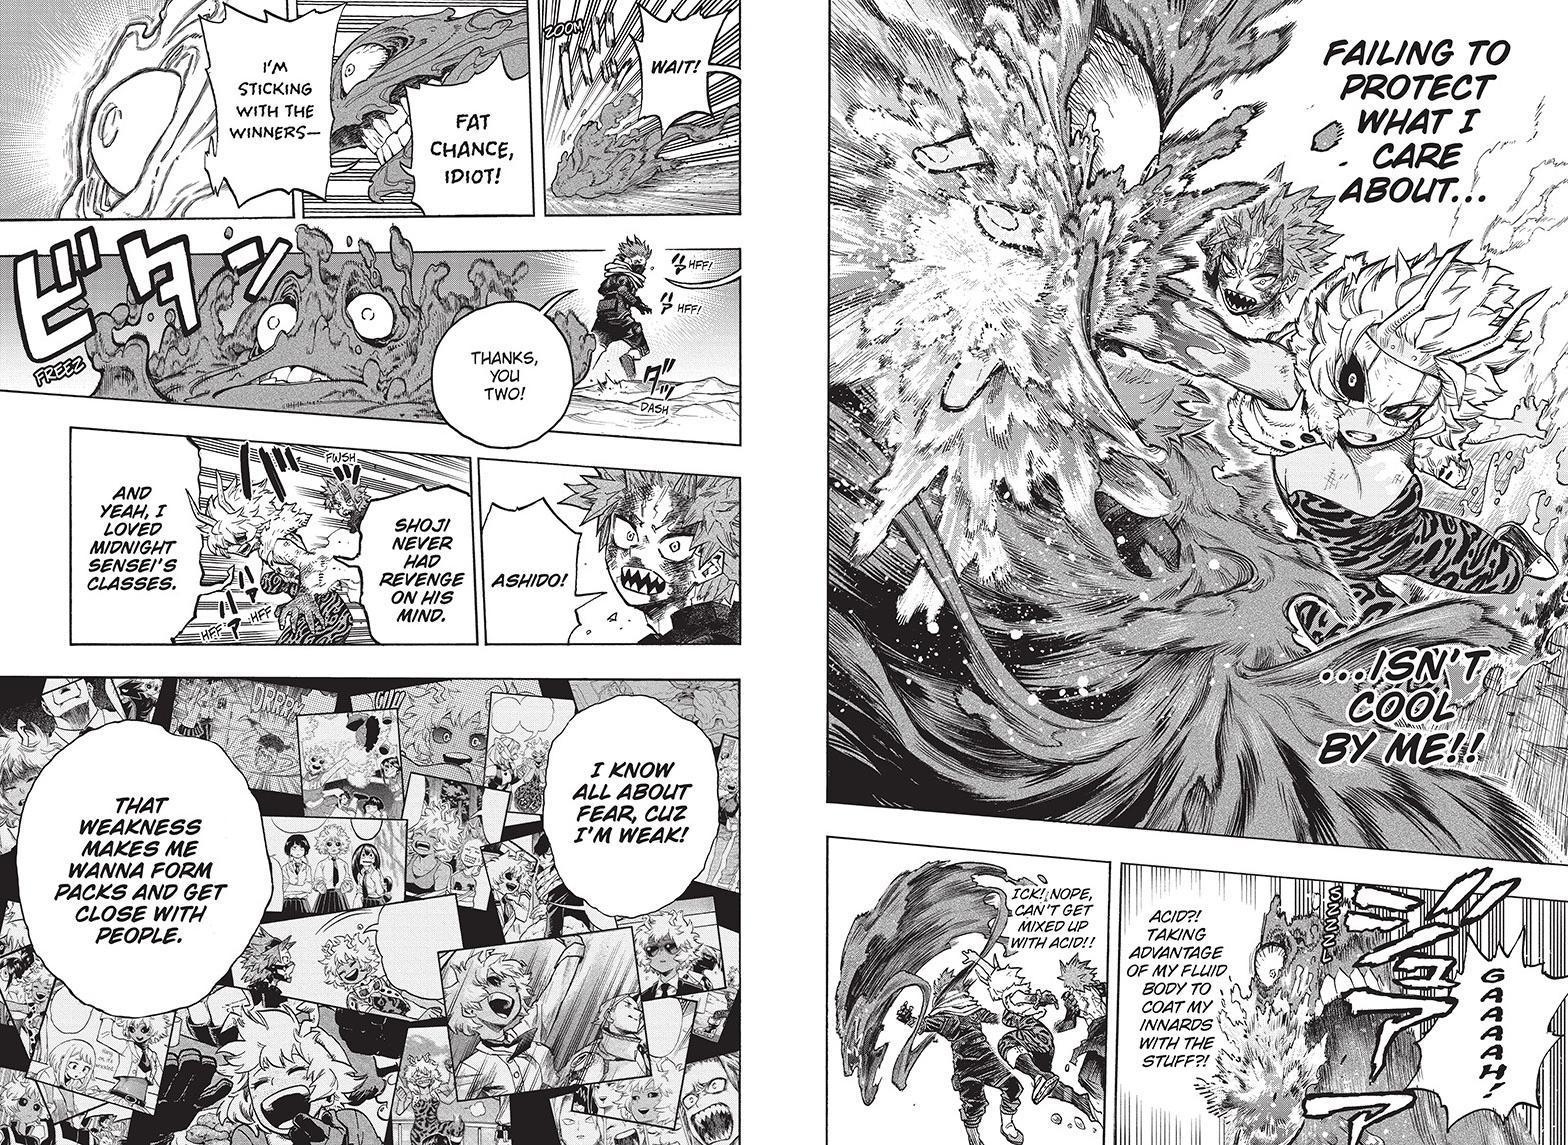 FAILING TO
PROTECT
WHAT I
CARE
ABOUT...
...ISN'T
COOL
BY ME!!
GAAAAH!
SZZZZL
ACID?!
TAKING
ADVANTAGE
OF MY FLUID
BODY TO
COAT MY
INNARDS
WITH THE
STUFF?!
ICK! NOPE,
CAN'T GET
MIXED UP
WITH ACID!!
WAIT!
ZOOM
FAT
CHANCE,
IDIOT!
I'M
STICKING
WITH THE
WINNERS—
HFF!
HFF!
ダッ
DASH
THANKS,
YOU
TWO!
ビタン
FREEZ
ASHIDO!
SHOJI
NEVER
HAD
REVENGE
ON HIS
MIND.
FWSH
AND
YEAH, I
LOVED
MIDNIGHT
SENSEI'S
CLASSES.
HFF
HFF
I KNOW
ALL ABOUT
FEAR, CUZ
I'M WEAK!
THAT
WEAKNESS
MAKES ME
WANNA FORM
PACKS AND GET
CLOSE WITH
PEOPLE.